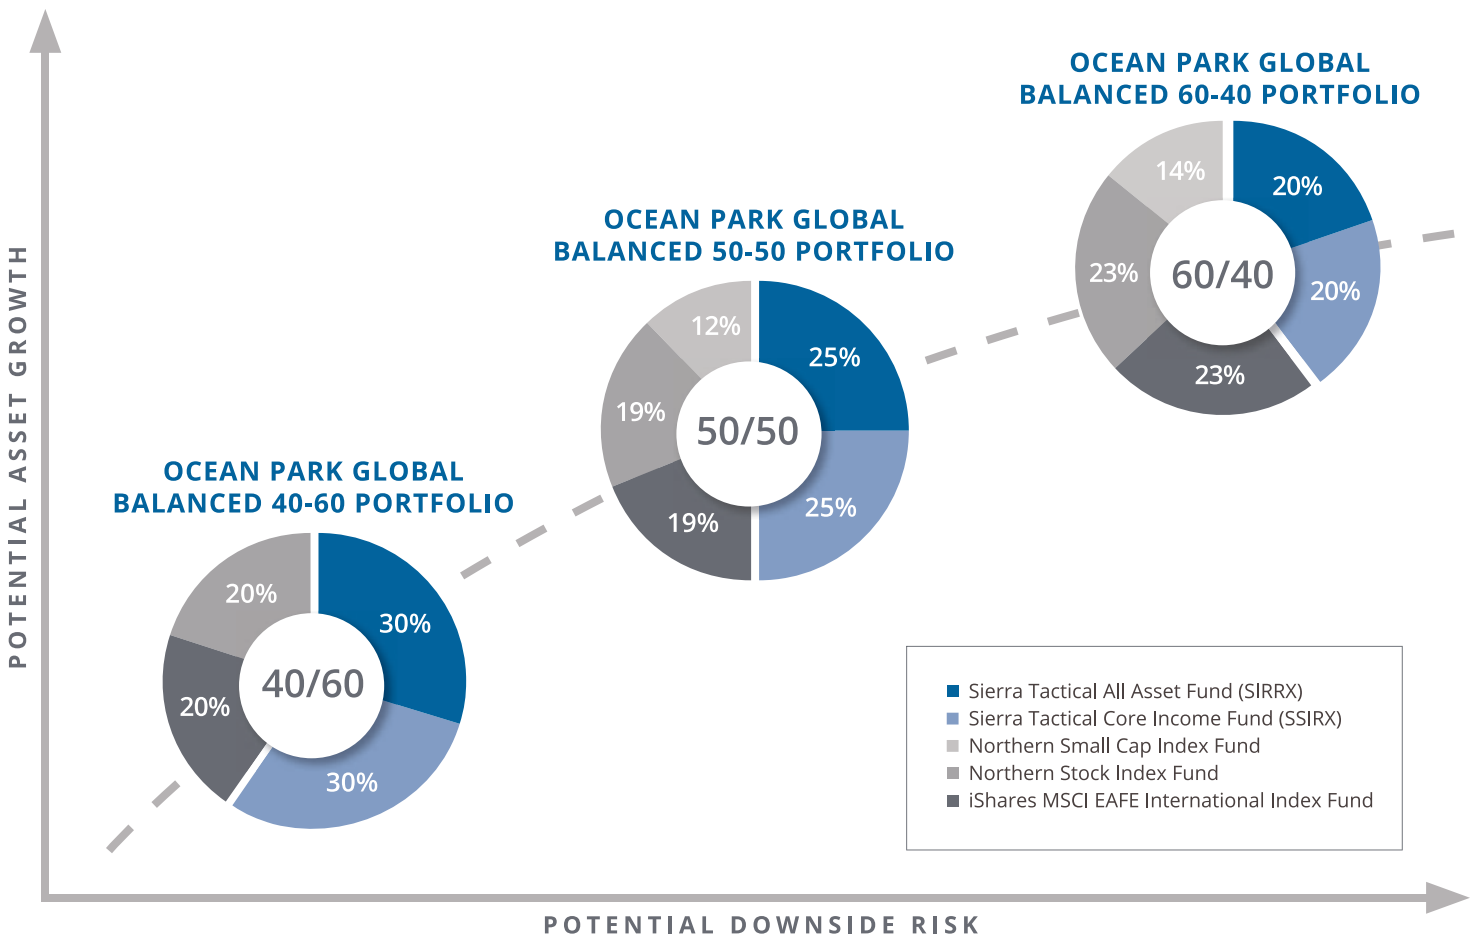 OCEAN PARK GLOBAL
BALANCED 60-40 PORTFOLIO
14%
20%
23%
60/40
20%
23%
OCEAN PARK GLOBAL
BALANCED 50-50 PORTFOLIO
12%
25%
19%
50/50
19%
25%
OCEAN PARK GLOBAL
BALANCED 40-60 PORTFOLIO
20%
30%
40/60
20%
30%
POTENTIAL ASSET GROWTH
Sierra Tactical All Asset Fund (SIRRX)
Sierra Tactical Core Income Fund (SSIRX)
Northern Small Cap Index Fund
Northern Stock Index Fund
iShares MSCI EAFE International Index Fund
POTENTIAL DOWNSIDE RISK